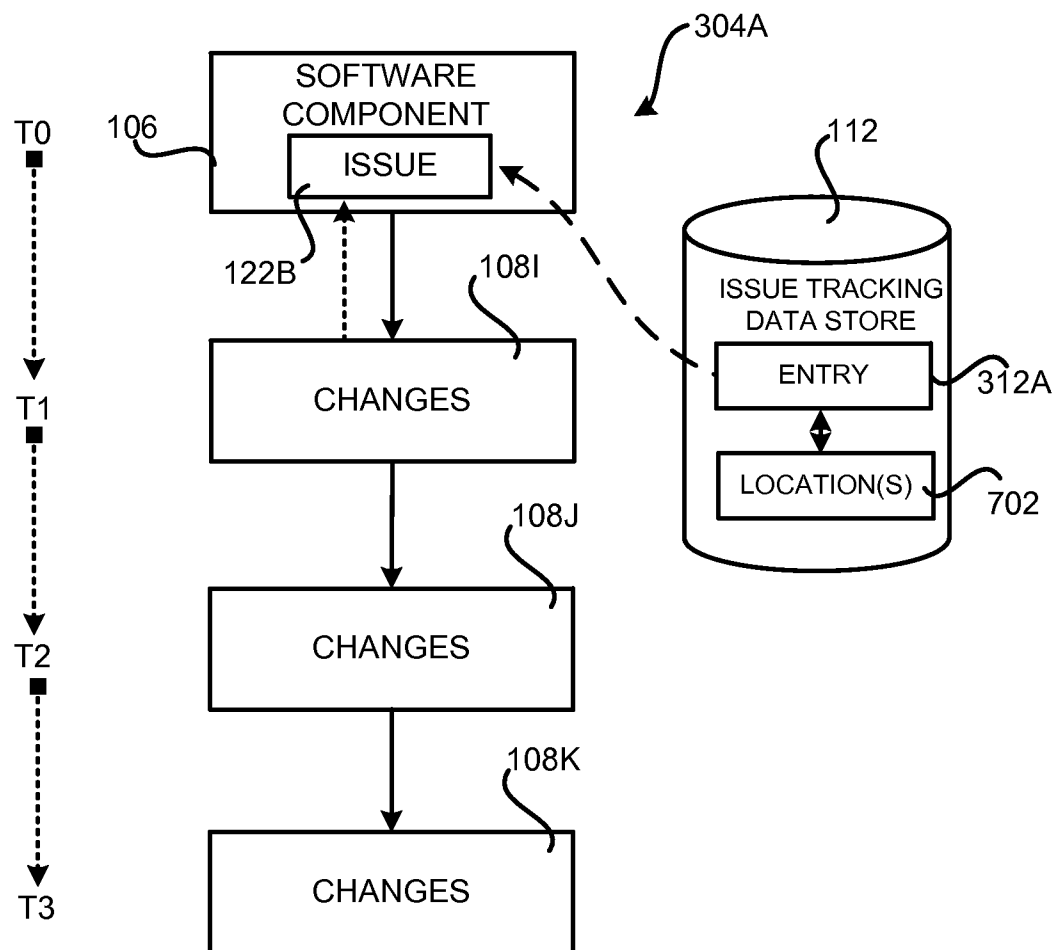 304A
SOFTWARE
COMPONENT
106
T0
ISSUE
112
122B
108I
ISSUE TRACKING
DATA STORE
ENTRY
312A
T1
CHANGES
LOCATION(S)
702
108J
CHANGES
T2
108K
CHANGES
T3